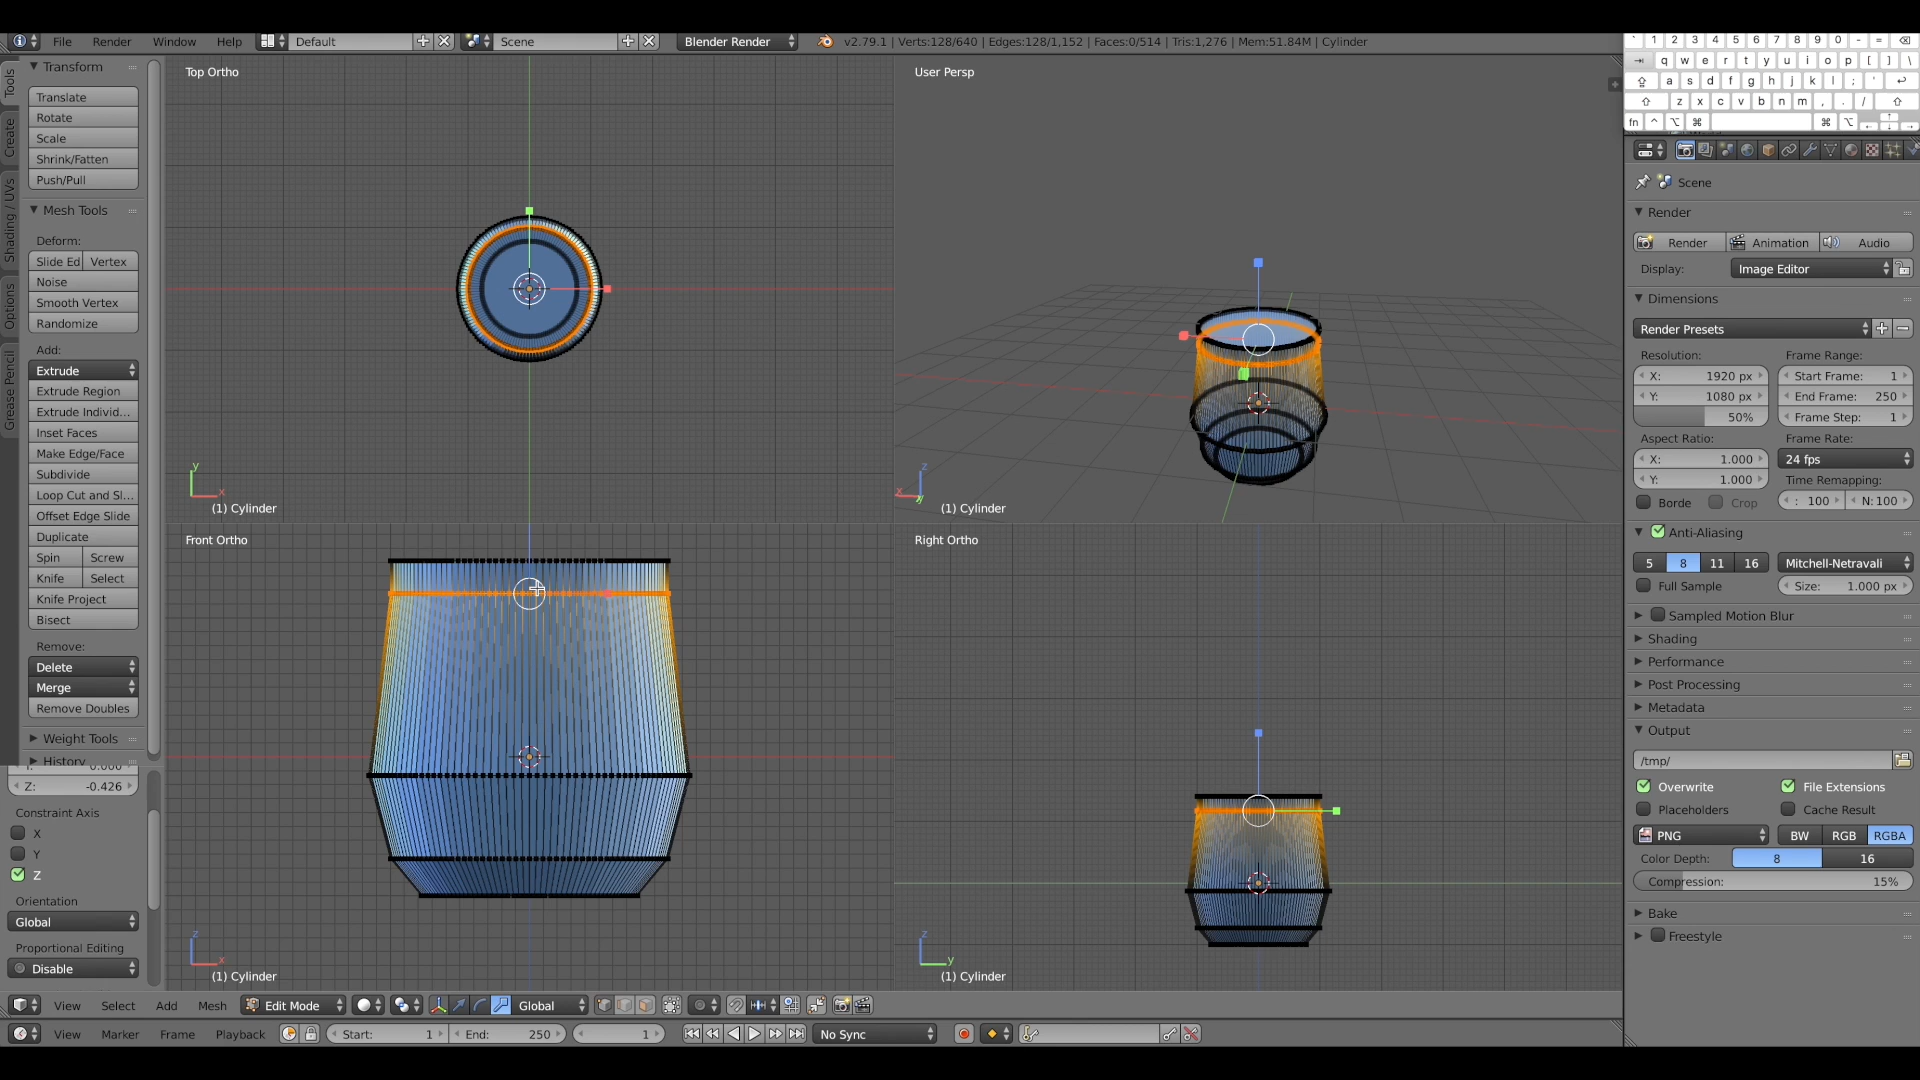 File Render Window Help Default Scene Blender Render v2.79.1 | Verts:128/640 | Edges:128/1,152 | Faces:0/514 | Tris:1,276 | Mem:51.84M | Cylinder
` 1 2 3 4 5 6 7 8 9 0 - =
q w e r t y u i o p [ ] \
a s d f g h j k l ; '
z x c v b n m , . /
fn
Tools
Create
Shading / UVs
Options
Grease Pencil
Transform
Translate
Rotate
Scale
Shrink/Fatten
Push/Pull
Mesh Tools
Deform:
Slide Ed Vertex
Noise
Smooth Vertex
Randomize
Add:
Extrude
Extrude Region
Extrude Individ...
Inset Faces
Make Edge/Face
Subdivide
Loop Cut and Sl...
Offset Edge Slide
Duplicate
Spin Screw
Knife Select
Knife Project
Bisect
Remove:
Delete
Merge
Remove Doubles
Weight Tools
History
Z: -0.426
Constraint Axis
X
Y
Z
Orientation
Global
Proportional Editing
Disable
Top Ortho
y
x
(1) Cylinder
User Persp
z
x
y
(1) Cylinder
Front Ortho
z
x
(1) Cylinder
Right Ortho
z
y
(1) Cylinder
View Select Add Mesh Edit Mode Global
View Marker Frame Playback Start: 1 End: 250 1 No Sync
Scene
Render
Render Animation Audio
Display: Image Editor
Dimensions
Render Presets
Resolution: Frame Range:
X: 1920 px Start Frame: 1
Y: 1080 px End Frame: 250
50% Frame Step: 1
Aspect Ratio: Frame Rate:
X: 1.000 24 fps
Y: 1.000 Time Remapping:
Borde Crop : 100 N: 100
Anti-Aliasing
5 8 11 16 Mitchell-Netravali
Full Sample Size: 1.000 px
Sampled Motion Blur
Shading
Performance
Post Processing
Metadata
Output
/tmp/
Overwrite File Extensions
Placeholders Cache Result
PNG BW RGB RGBA
Color Depth: 8 16
Compression: 15%
Bake
Freestyle